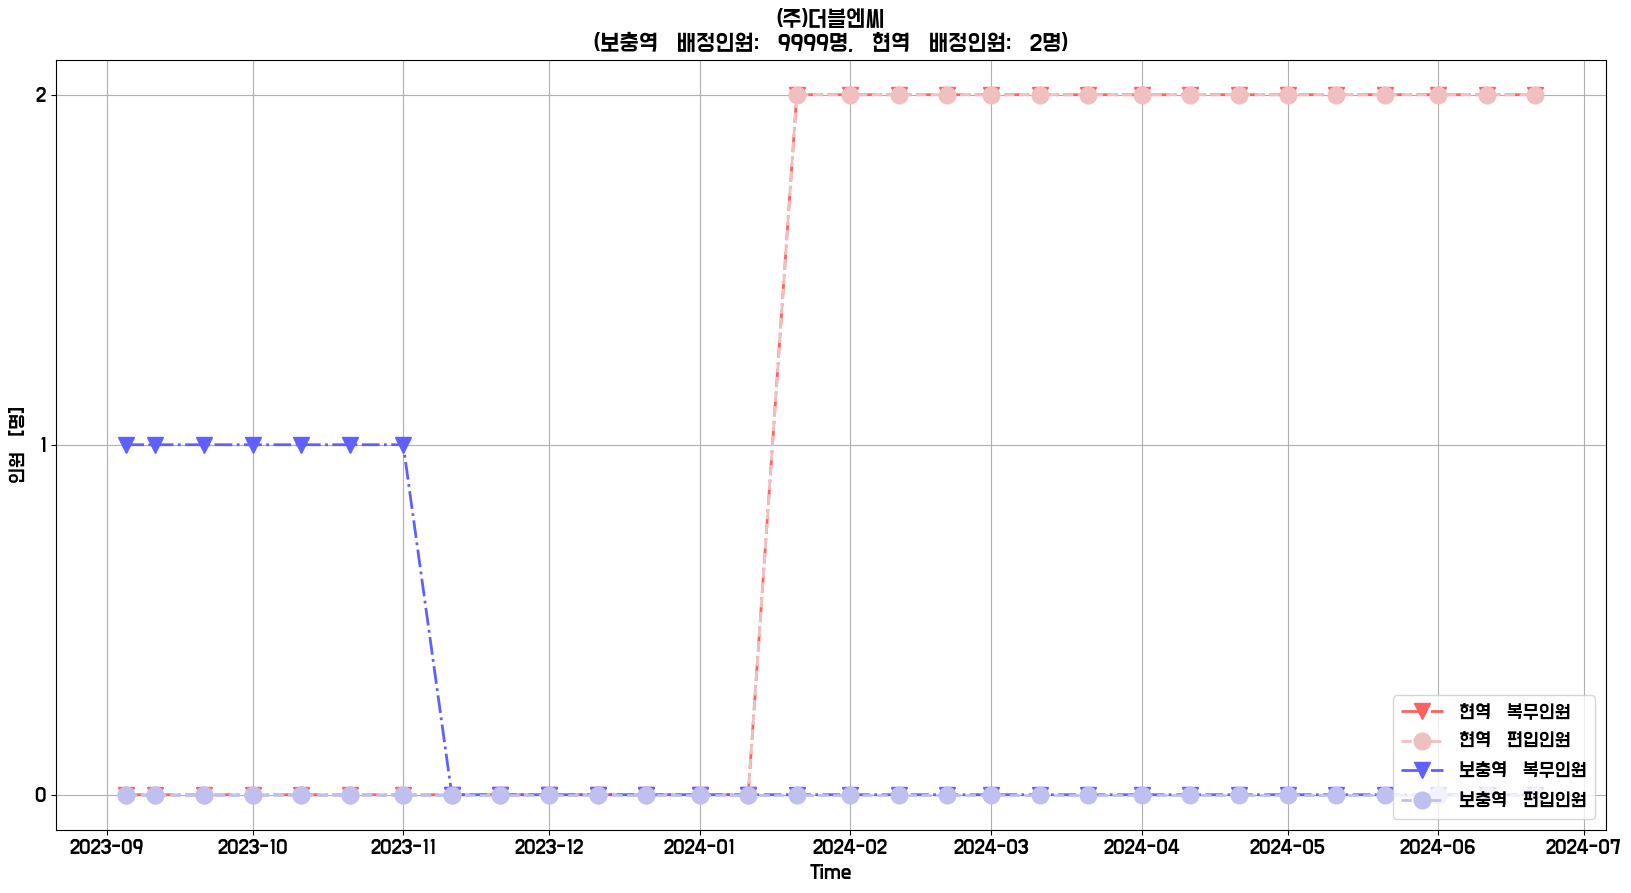 (주)더블엔씨
(보충역 배정인원: 9999명, 현역 배정인원: 2명)
인원 [명]
2
1
0
현역 복무인원
현역 편입인원
보충역 복무인원
보충역 편입인원
2023-09 2023-10 2023-11 2023-12 2024-01 2024-02 2024-03 2024-04 2024-05 2024-06 2024-07
Time